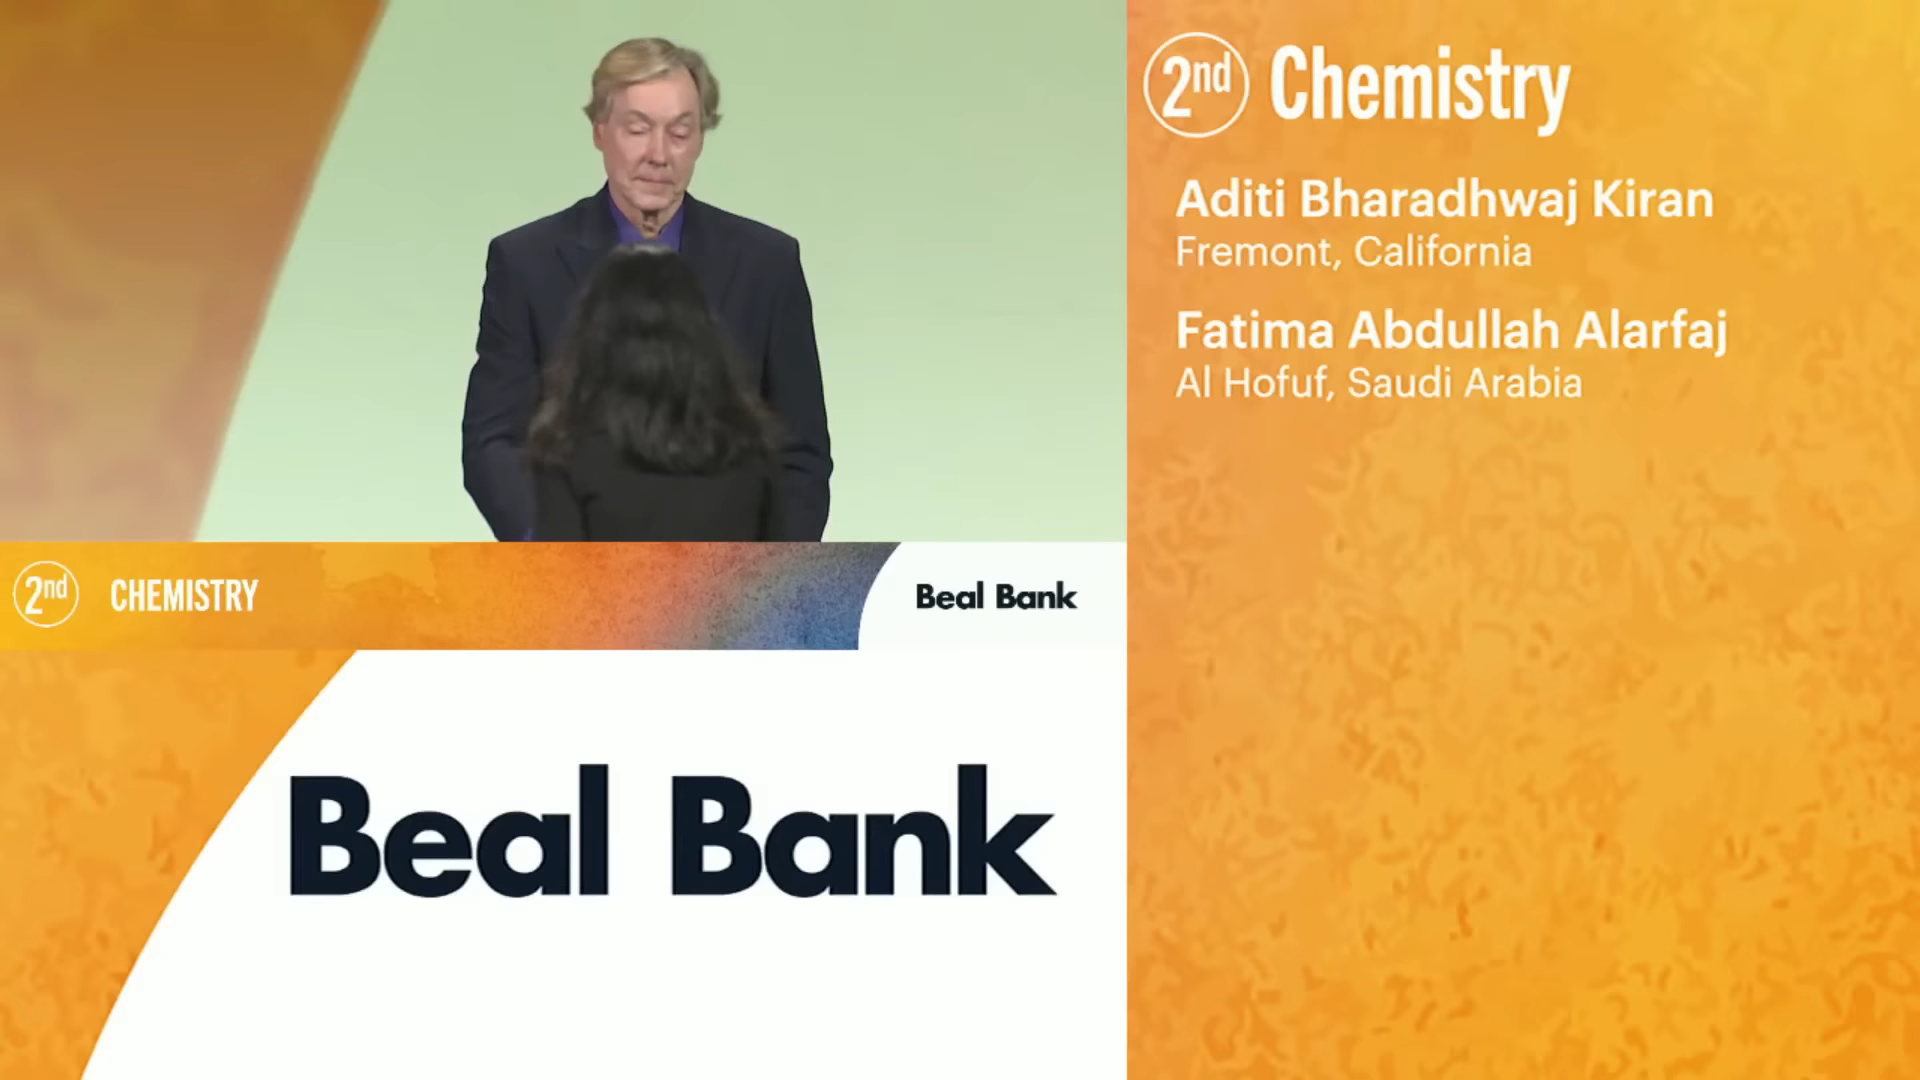 2nd Chemistry
Aditi Bharadhwaj Kiran
Fremont, California
Fatima Abdullah Alarfaj
Al Hofuf, Saudi Arabia
2nd CHEMISTRY
Beal Bank
Beal Bank